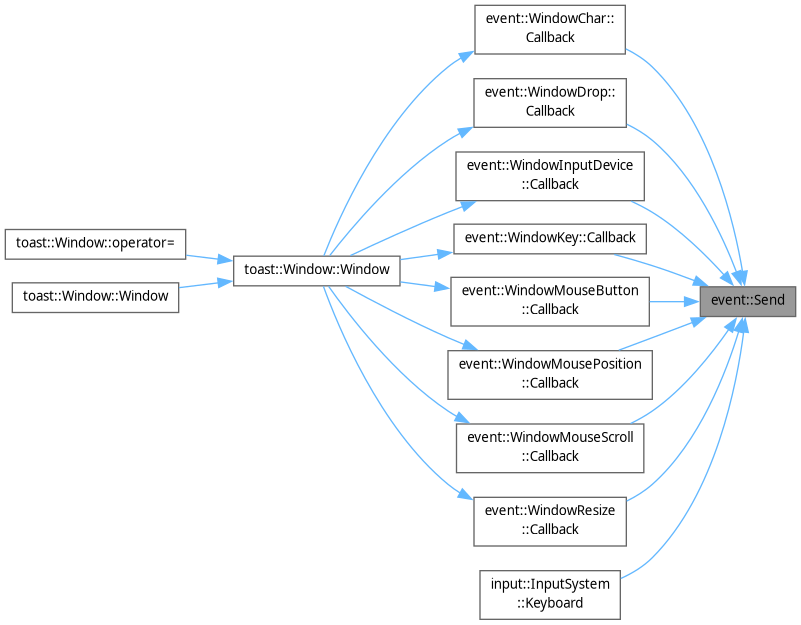 event::WindowChar::
Callback
event::WindowDrop::
Callback
event::WindowInputDevice
::Callback
event::WindowKey::Callback
toast::Window::operator=
toast::Window::Window
toast::Window::Window
event::WindowMouseButton
::Callback
event::Send
event::WindowMousePosition
::Callback
event::WindowMouseScroll
::Callback
event::WindowResize
::Callback
input::InputSystem
::Keyboard